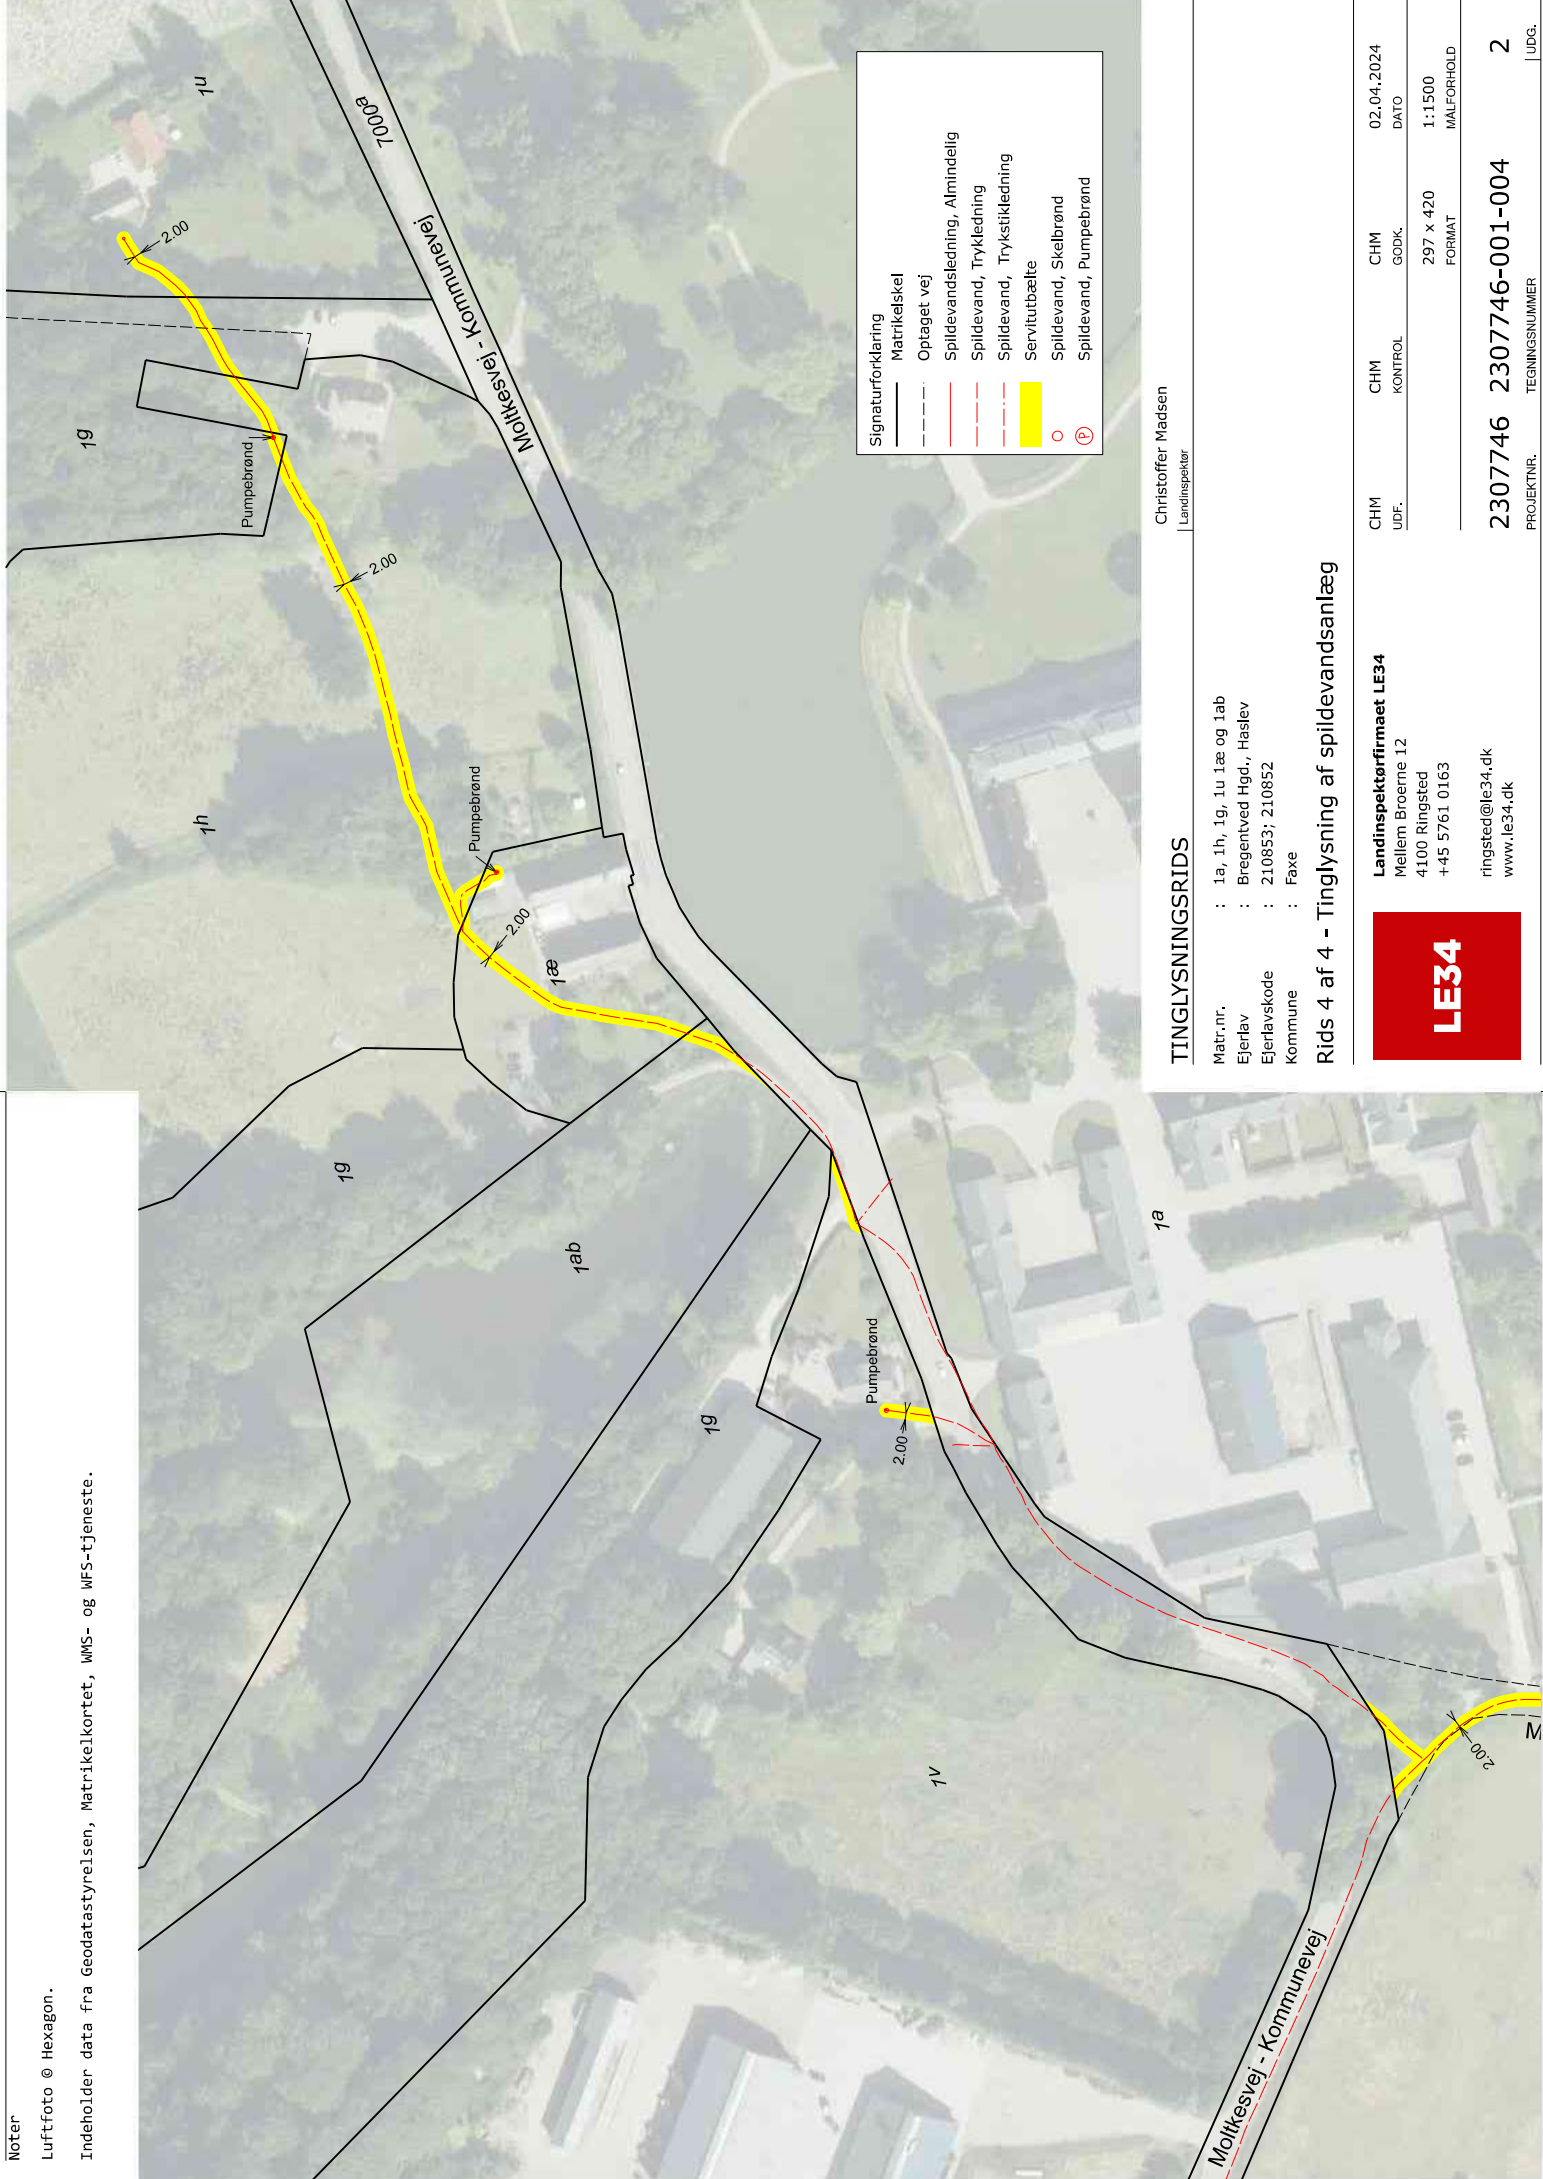 Noter
Luftfoto © Hexagon.
Indeholder data fra Geodatastyrelsen, Matrikelkortet, WMS- og WFS-tjeneste.
1u
7000a
Moltkesvej - Kommunevej
2.00
1g
Pumpebrønd
2.00
1h
Pumpebrønd
2.00
1æ
1g
1ab
1g
Pumpebrønd
2.00
1a
1v
2.00
M
Moltkesvej - Kommunevej
Signaturforklaring
Matrikelskel
Optaget vej
Spildevandsledning, Almindelig
Spildevand, Trykledning
Spildevand, Trykstikledning
Servitutbælte
Spildevand, Skelbrønd
P Spildevand, Pumpebrønd
Christoffer Madsen
Landinspektør
TINGLYSNINGSRIDS
Matr.nr. : 1a, 1h, 1g, 1u 1æ og 1ab
Ejerlav : Bregentved Hgd., Haslev
Ejerlavskode : 210853; 210852
Kommune : Faxe
Rids 4 af 4 - Tinglysning af spildevandsanlæg
LE34
Landinspektørfirmaet LE34
Mellem Broerne 12
4100 Ringsted
+45 5761 0163
ringsted@le34.dk
www.le34.dk
CHM CHM CHM 02.04.2024
UDF. KONTROL GODK. DATO
297 x 420 1:1500
FORMAT MÅLFORHOLD
2307746 2307746-001-004 2
PROJEKTNR. TEGNINGSNUMMER UDG.